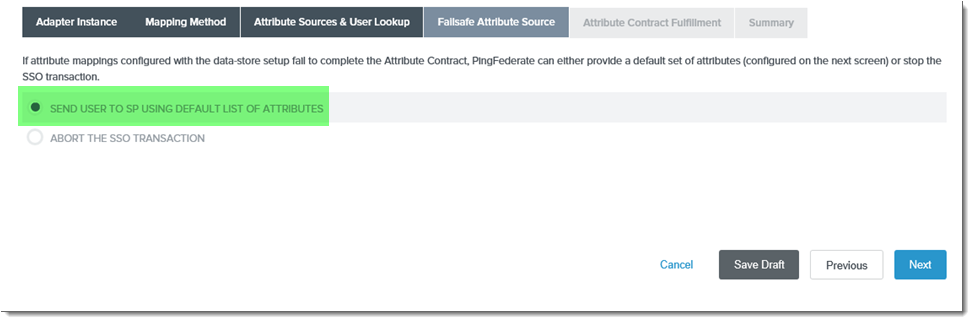 Adapter Instance Mapping Method Attribute Sources & User Lookup Failsafe Attribute Source Attribute Contract Fulfillment Summary
If attribute mappings configured with the data-store setup fail to complete the Attribute Contract, PingFederate can either provide a default set of attributes (configured on the next screen) or stop the
SSO transaction.
SEND USER TO SP USING DEFAULT LIST OF ATTRIBUTES
ABORT THE SSO TRANSACTION
Cancel Save Draft Previous Next